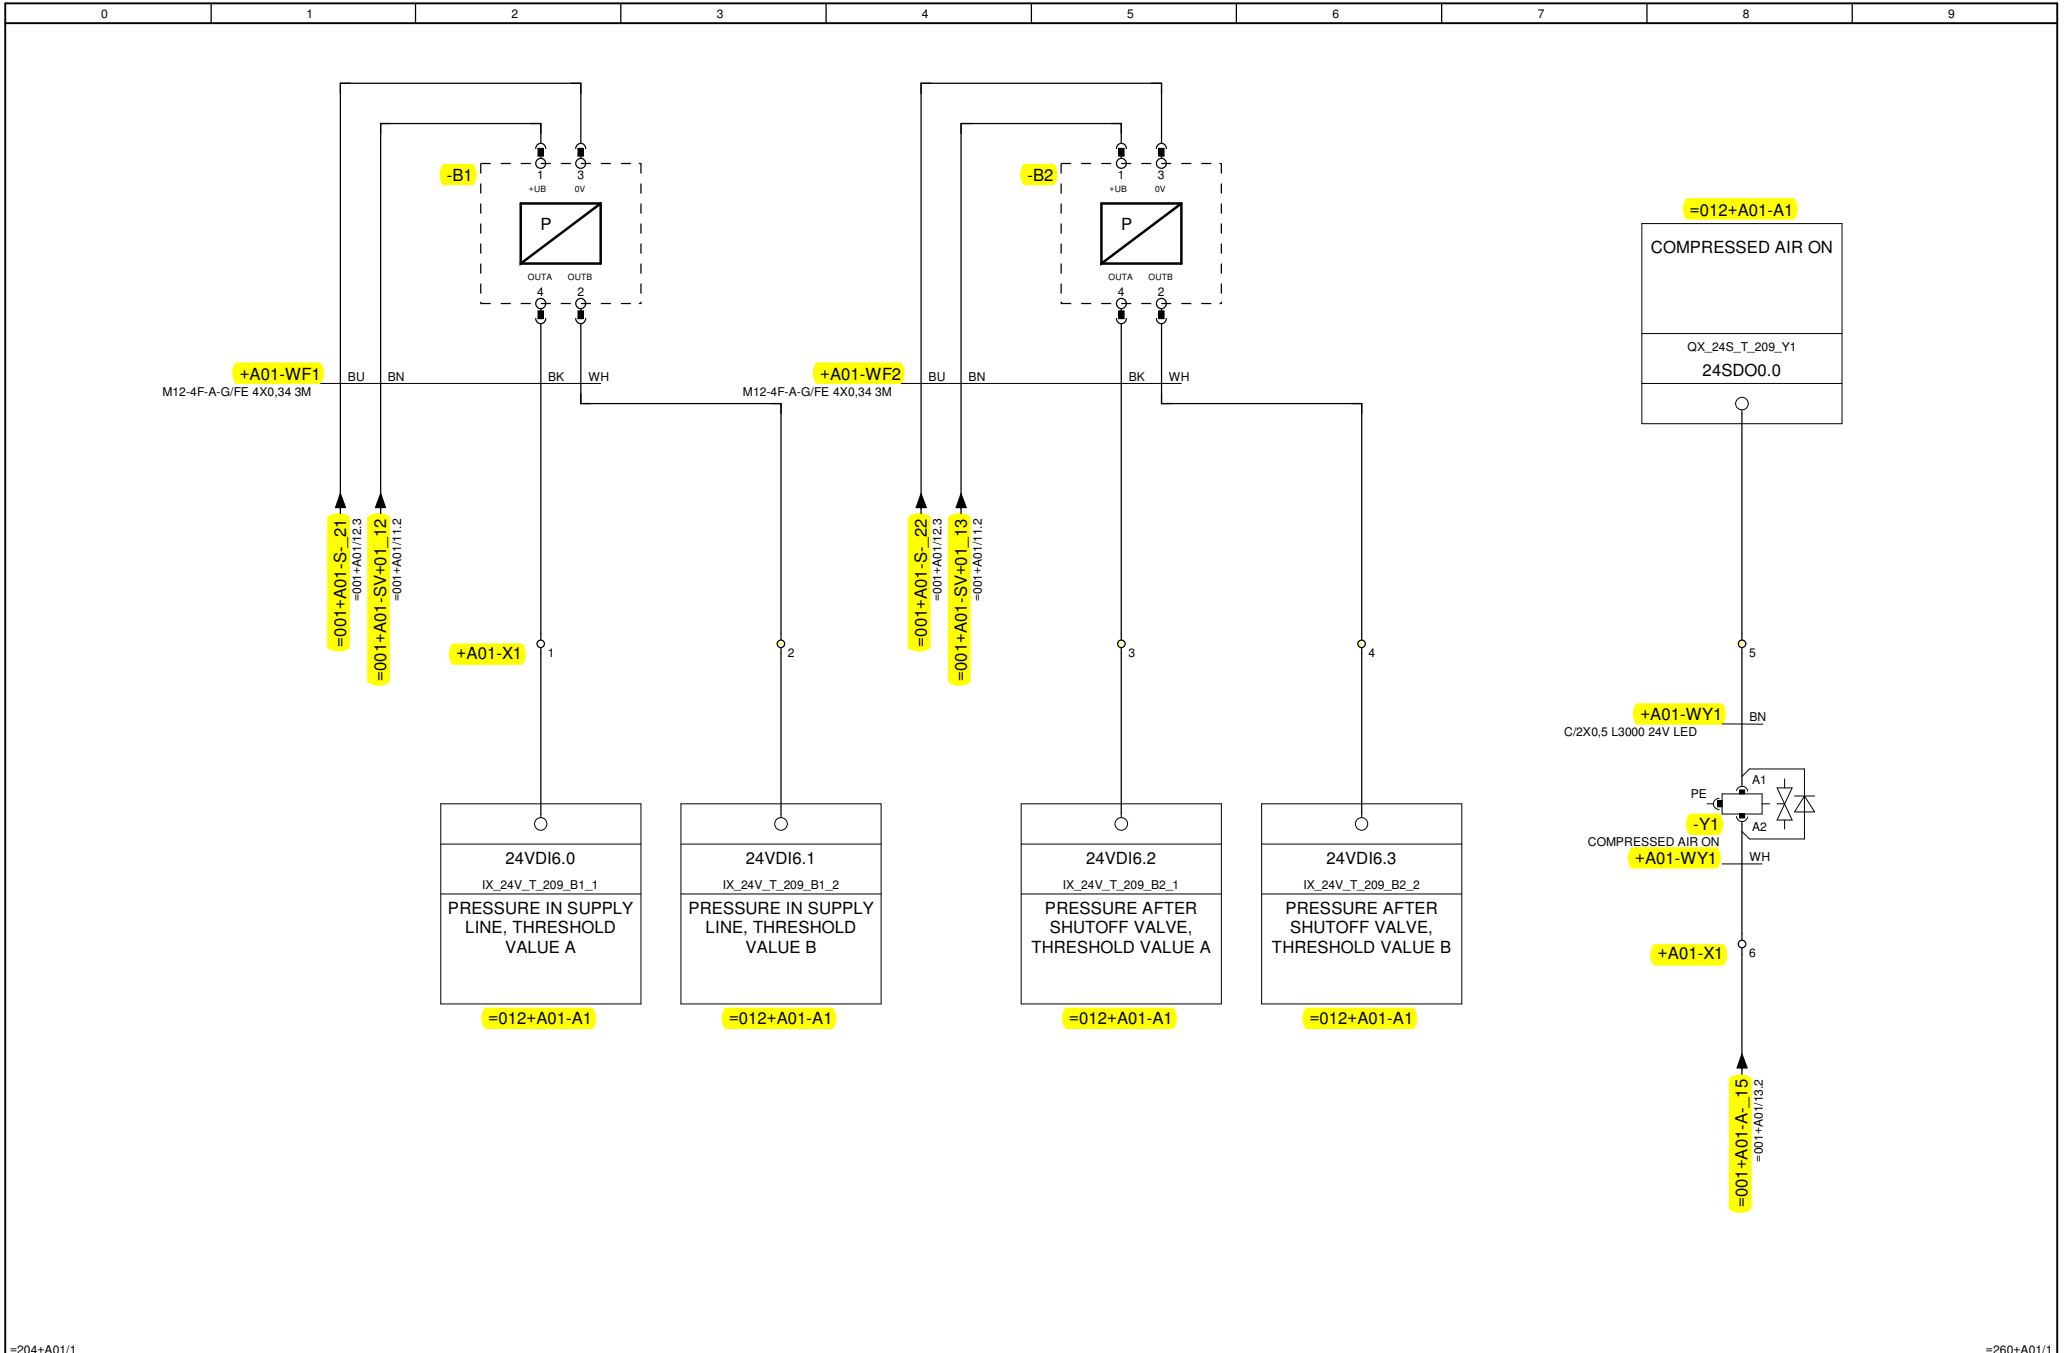 0 1 2 3 4 5 6 7 8 9
-B1
1 3
+UB 0V
P
OUTA OUTB
4 2
-B2
1 3
+UB 0V
P
OUTA OUTB
4 2
=012+A01-A1
COMPRESSED AIR ON
QX_24S_T_209_Y1
24SDO0.0
+A01-WF1
M12-4F-A-G/FE 4X0,34 3M
BU BN BK WH
+A01-WF2
M12-4F-A-G/FE 4X0,34 3M
BU BN BK WH
=001+A01-S-_21
=001+A01/12.3
=001+A01-SV+01_12
=001+A01/11.2
=001+A01-S-_22
=001+A01/12.3
=001+A01-SV+01_13
=001+A01/11.2
+A01-X1
1
2
3
4
5
+A01-WY1
C/2X0,5 L3000 24V LED
BN
A1
PE
-Y1
A2
COMPRESSED AIR ON
+A01-WY1
WH
+A01-X1
6
=001+A01-A-_15
=001+A01/13.2
24VDI6.0
IX_24V_T_209_B1_1
PRESSURE IN SUPPLY
LINE, THRESHOLD
VALUE A
=012+A01-A1
24VDI6.1
IX_24V_T_209_B1_2
PRESSURE IN SUPPLY
LINE, THRESHOLD
VALUE B
=012+A01-A1
24VDI6.2
IX_24V_T_209_B2_1
PRESSURE AFTER
SHUTOFF VALVE,
THRESHOLD VALUE A
=012+A01-A1
24VDI6.3
IX_24V_T_209_B2_2
PRESSURE AFTER
SHUTOFF VALVE,
THRESHOLD VALUE B
=012+A01-A1
=204+A01/1
=260+A01/1